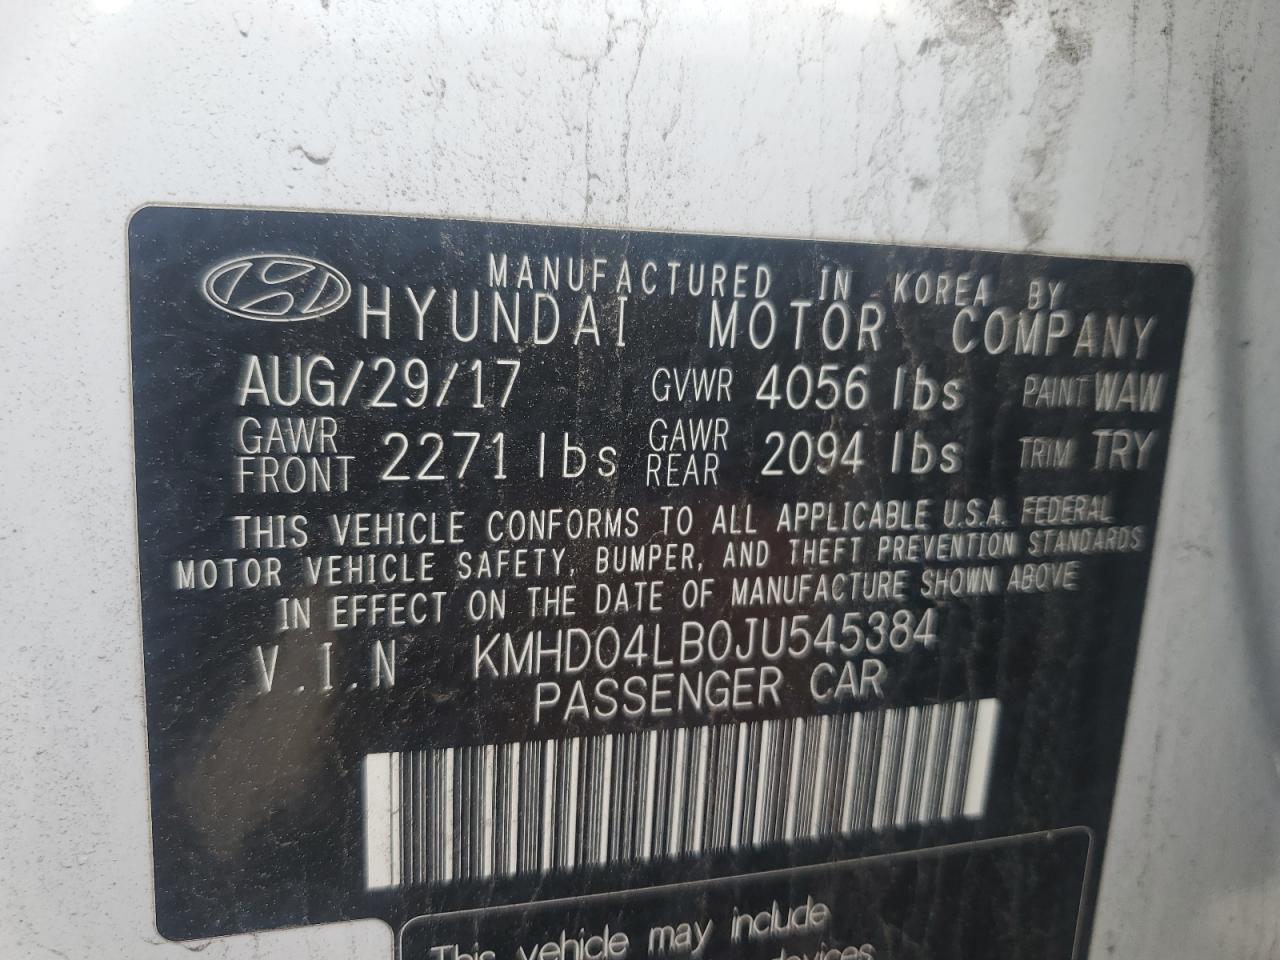 MANUFACTURED IN KOREA BY
HYUNDAI MOTOR COMPANY
AUG/29/17 GVWR 4056 lbs PAINT WAW
GAWR FRONT 2271 lbs GAWR REAR 2094 lbs TRIM TRY
THIS VEHICLE CONFORMS TO ALL APPLICABLE U.S.A. FEDERAL
MOTOR VEHICLE SAFETY, BUMPER, AND THEFT PREVENTION STANDARDS
IN EFFECT ON THE DATE OF MANUFACTURE SHOWN ABOVE
V.I.N KMHD04LB0JU545384
PASSENGER CAR
This vehicle may include
devices